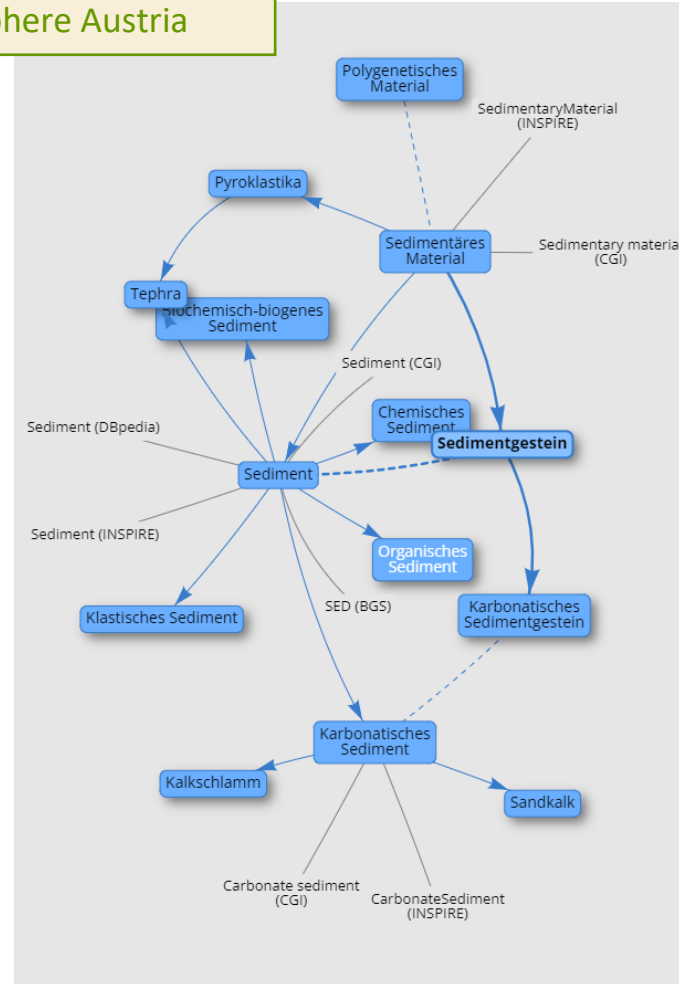 Austria
Polygenetisches
Material
SedimentaryMaterial
(INSPIRE)
Pyroklastika
Sedimentäres
Material
Sedimentary materia
(CGI)
Tephra
Biochemisch-biogenes
Sediment
Sediment (CGI)
Chemisches
Sediment
Sediment (DBpedia)
Sedimentgestein
Sediment
Sediment (INSPIRE)
Organisches
Sediment
SED (BGS)
Klastisches Sediment
Karbonatisches
Sedimentgestein
Karbonatisches
Sediment
Kalkschlamm
Sandkalk
Carbonate sediment
(CGI)
CarbonateSediment
(INSPIRE)